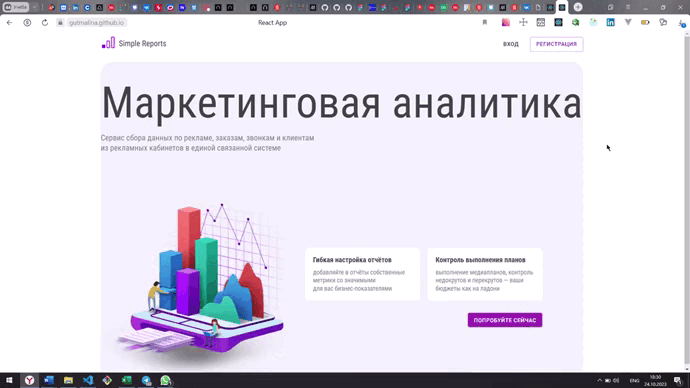 gutmalina.github.io
React App
Simple Reports
ВХОД
РЕГИСТРАЦИЯ
Маркетинговая аналитика
Сервис сбора данных по рекламе, заказам, звонкам и клиентам
из рекламных кабинетов в единой связанной системе
Гибкая настройка отчётов
добавляйте в отчёты собственные
метрики со значимыми
для вас бизнес-показателями
Контроль выполнения планов
выполнение медиаплана, контроль
недокрутов и перекрутов — ваши
бюджеты как на ладони
ПОПРОБУЙТЕ СЕЙЧАС
ENG
18:30
24.10.2023